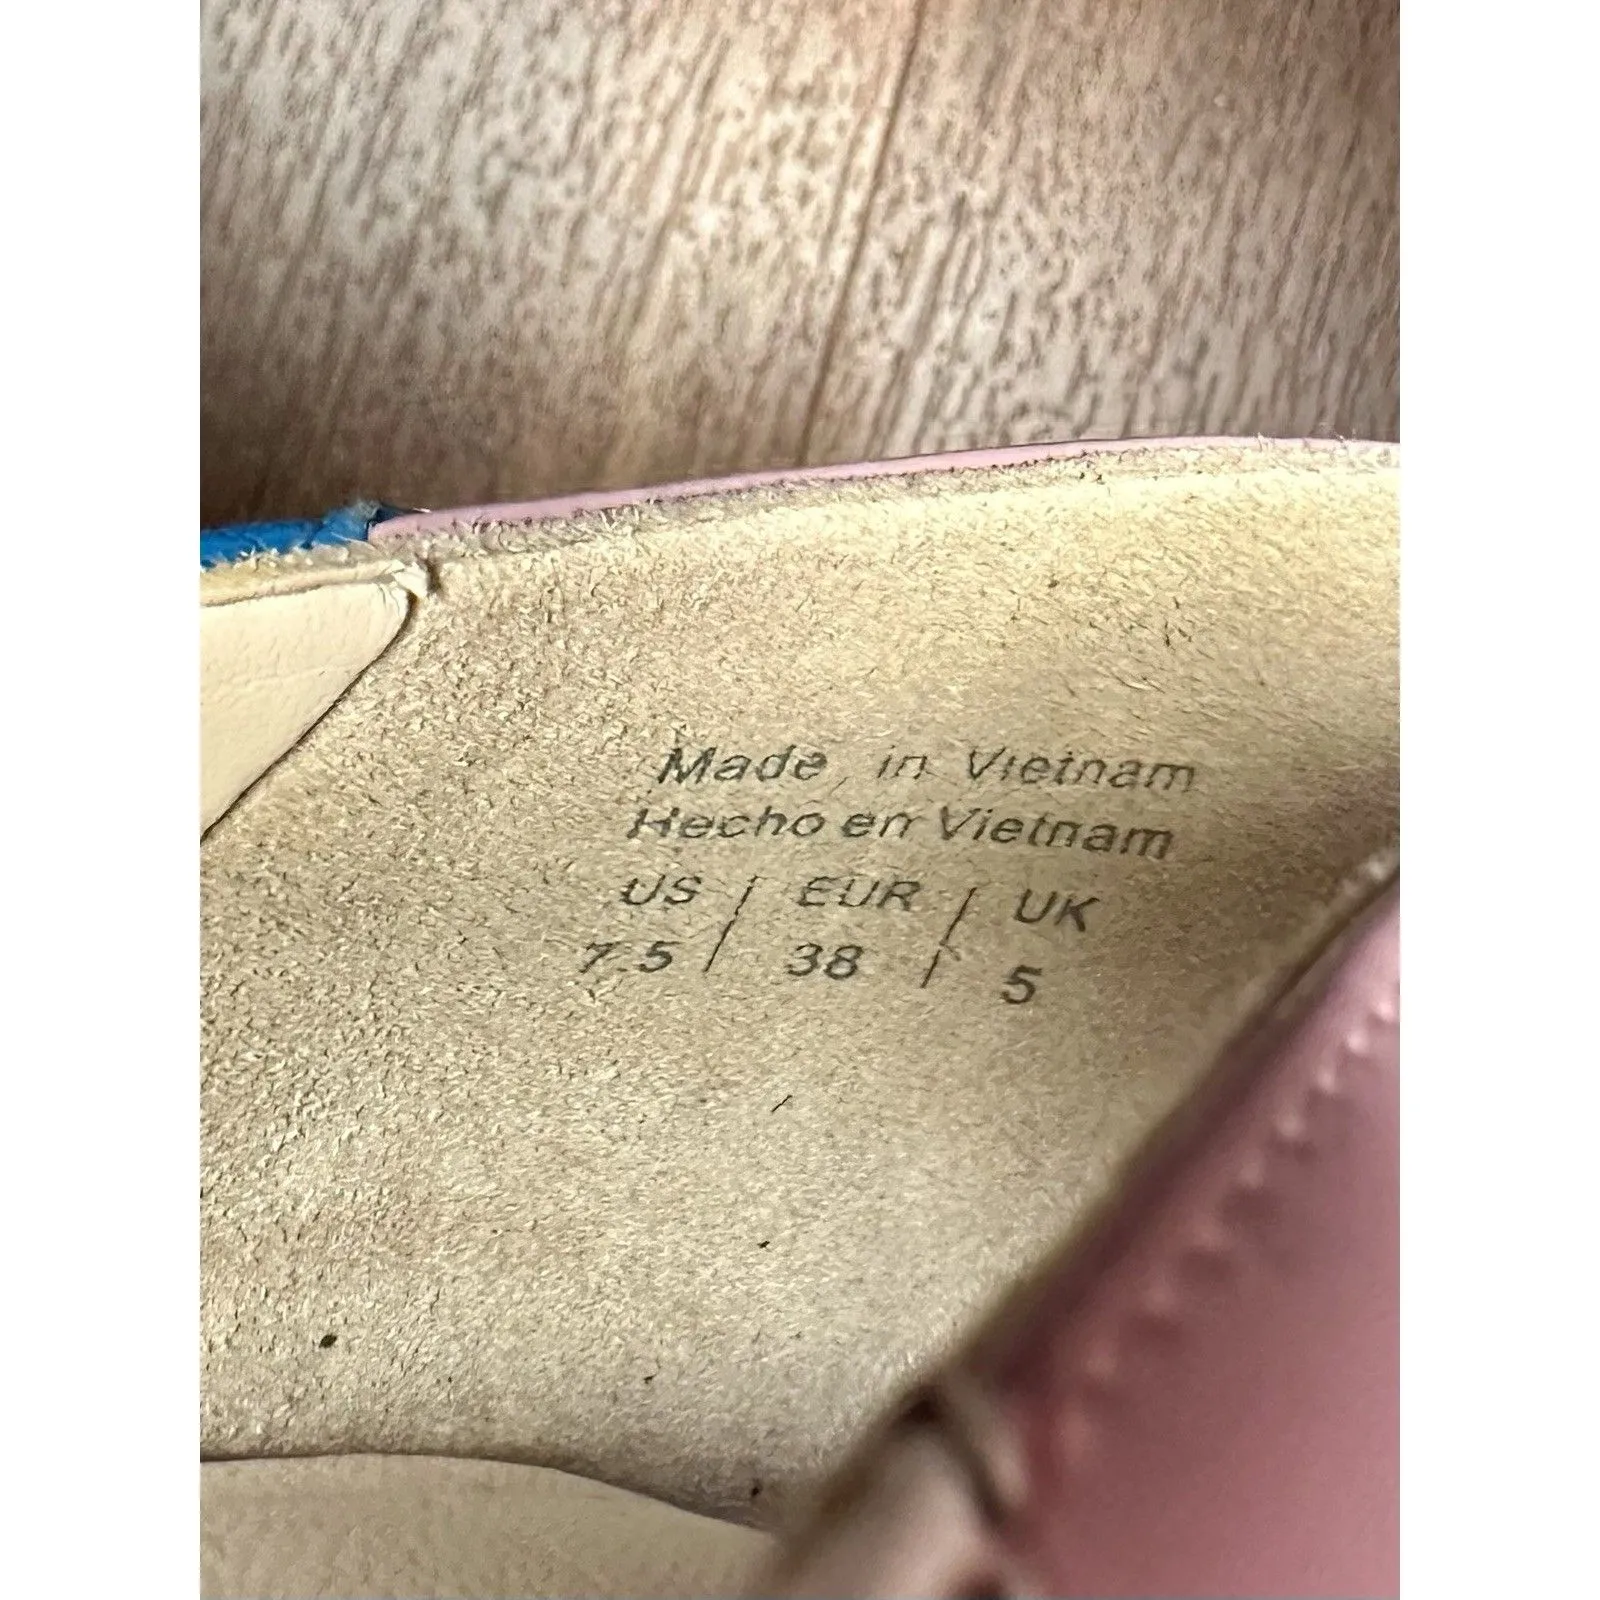 Made in Vietnam
Hecho en Vietnam
US / EUR / UK
7.5 / 38 / 5